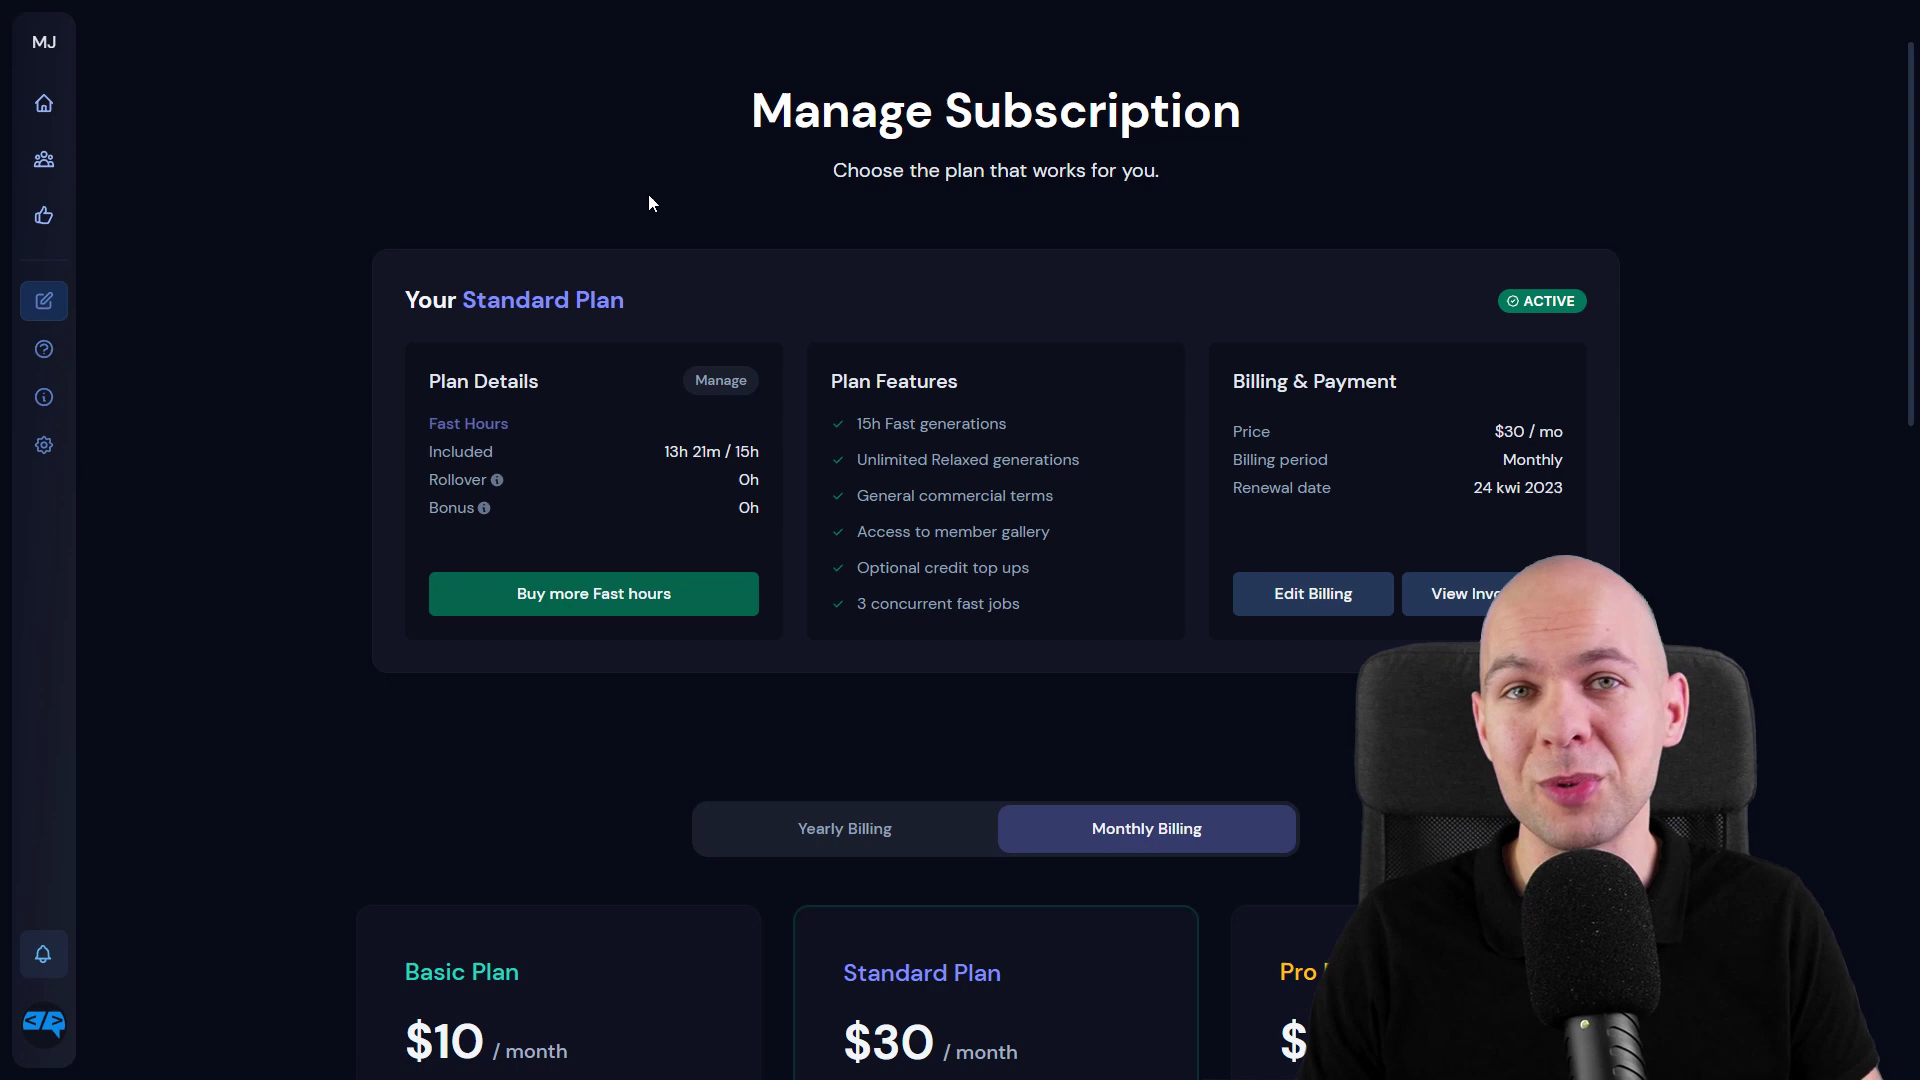 MJ
Manage Subscription
Choose the plan that works for you.
Your Standard Plan
ACTIVE
Plan Details
Manage
Fast Hours
Included 13h 21m / 15h
Rollover 0h
Bonus 0h
Buy more Fast hours
Plan Features
15h Fast generations
Unlimited Relaxed generations
General commercial terms
Access to member gallery
Optional credit top ups
3 concurrent fast jobs
Billing & Payment
Price $30 / mo
Billing period Monthly
Renewal date 24 kwi 2023
Edit Billing
View Invo
Yearly Billing
Monthly Billing
Basic Plan
$10 / month
Standard Plan
$30 / month
Pro
$